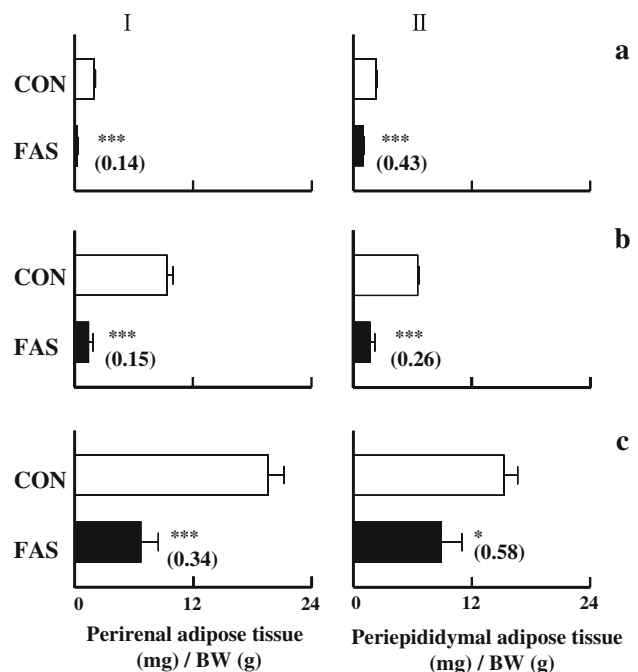 I II
a
CON
FAS *** *** 
(0.14) (0.43)
b
CON
FAS *** ***
(0.15) (0.26)
c
CON
FAS *** *
(0.34) (0.58)
0 12 24 0 12 24
Perirenal adipose tissue Periepididymal adipose tissue
(mg) / BW (g) (mg) / BW (g)